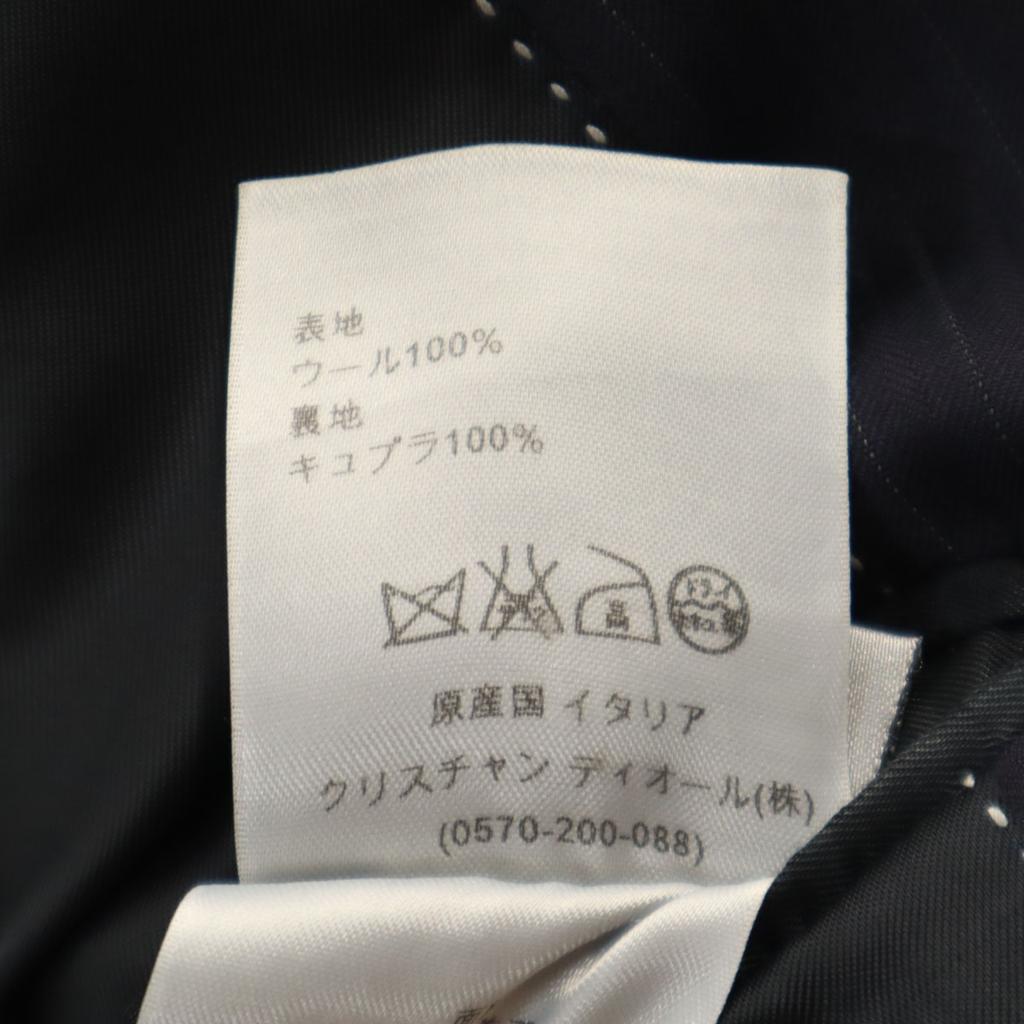 表地
ウール100%
裏地
キュプラ100%
高 ドライ
原産国 イタリア
クリスチャン ディオール(株)
(0570-200-088)